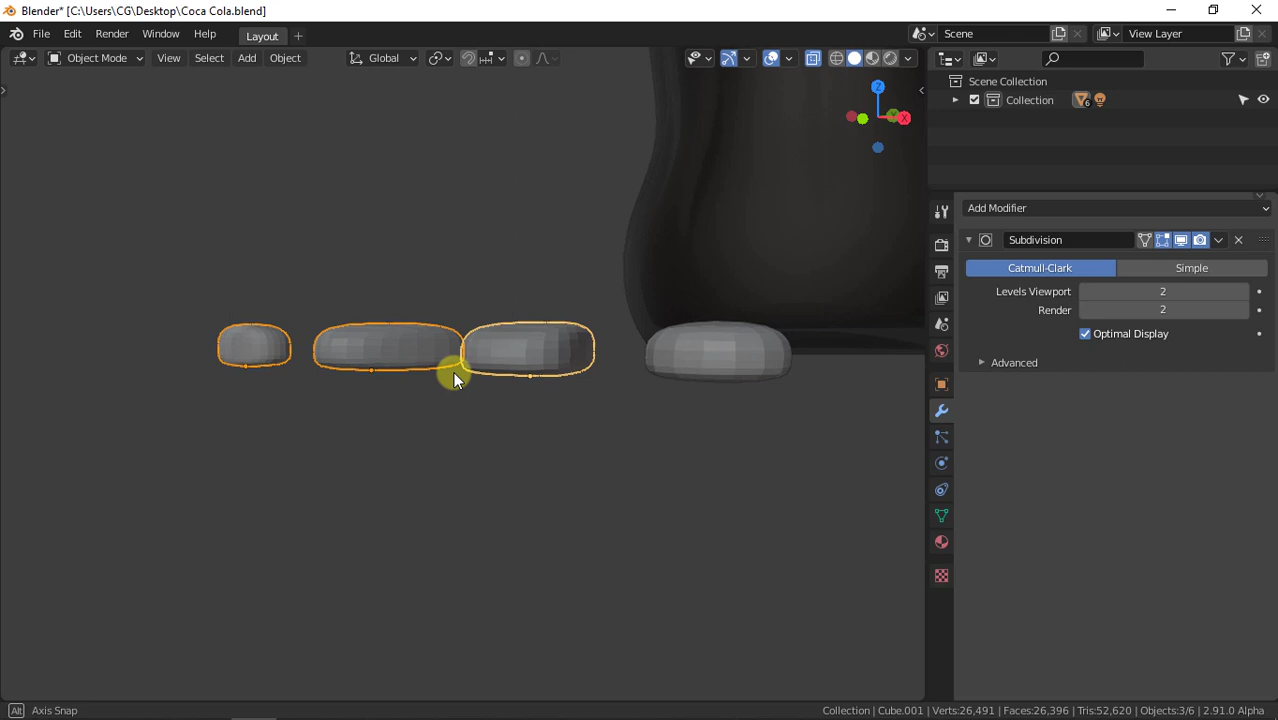 Blender* [C:\Users\CG\Desktop\Coca Cola.blend]
File Edit Render Window Help Layout + Scene View Layer
Object Mode View Select Add Object Global
Z
X
Scene Collection
Collection 6
Add Modifier
Subdivision
Catmull-Clark Simple
Levels Viewport 2
Render 2
Optimal Display
Advanced
Alt Axis Snap Collection | Cube.001 | Verts:26,491 | Faces:26,396 | Tris:52,620 | Objects:3/6 | 2.91.0 Alpha